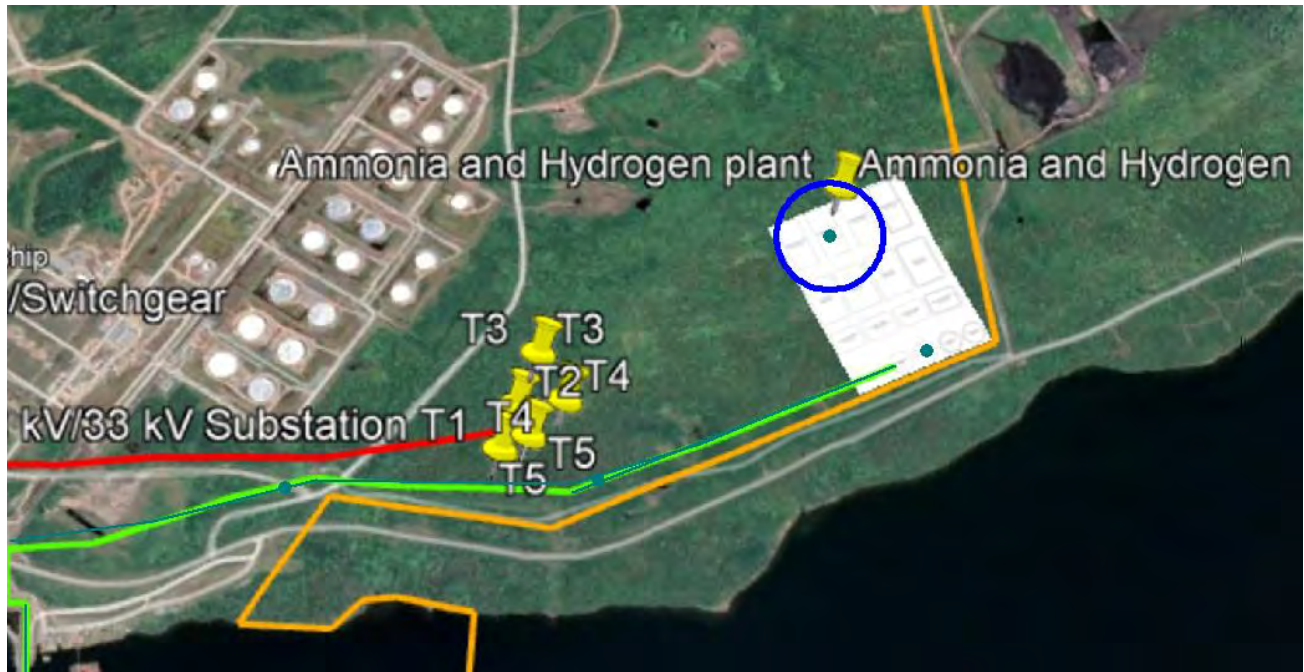 Ammonia and Hydrogen plant Ammonia and Hydrogen
hip
/Switchgear
T3 T3
T2 T4
T4
kV/33 kV Substation T1
T5
T5